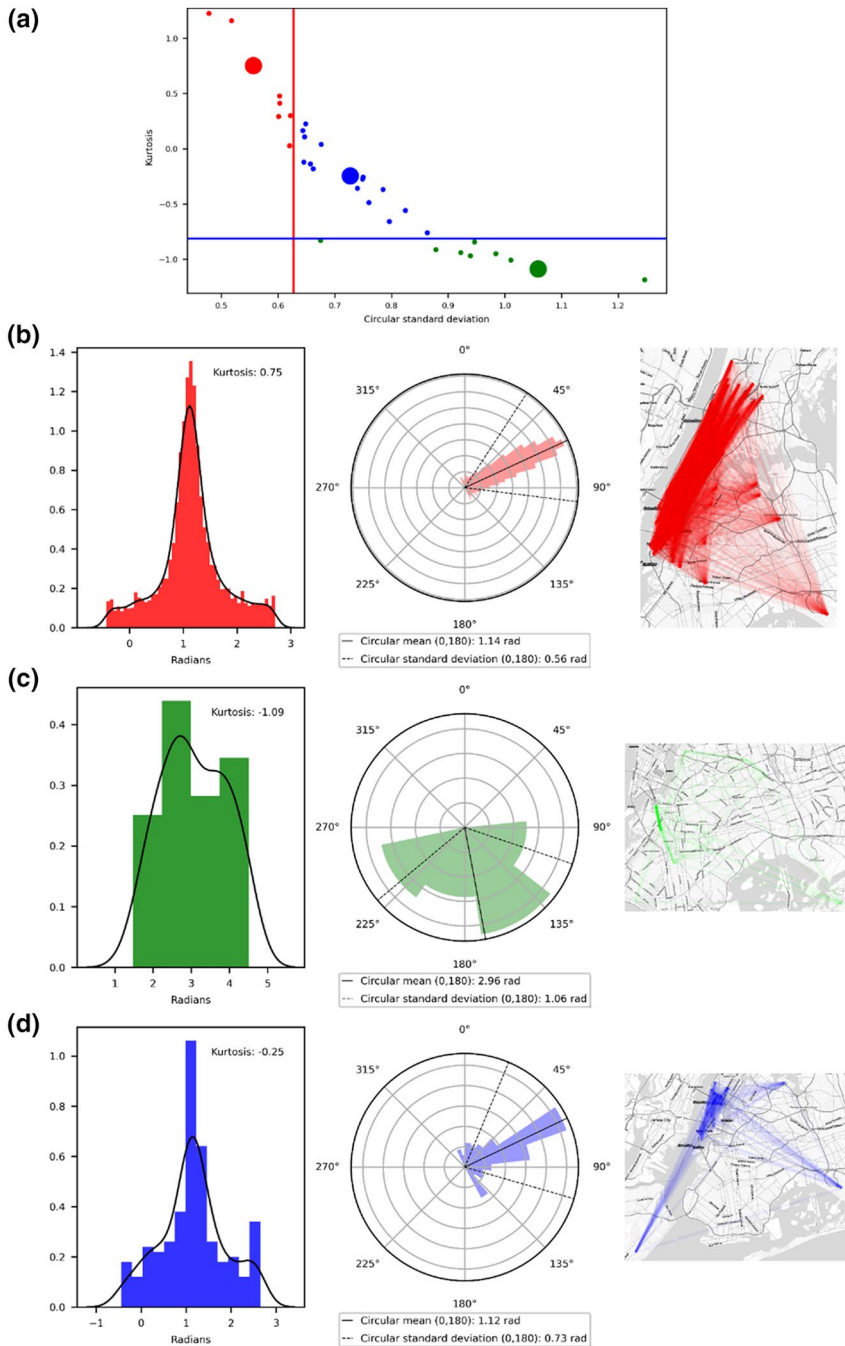 (a)
1.0
0.5
0.0
−0.5
−1.0
Kurtosis
0.5 0.6 0.7 0.8 0.9 1.0 1.1 1.2
Circular standard deviation
(b)
1.4
1.2
1.0
0.8
0.6
0.4
0.2
0.0
Kurtosis: 0.75
0 1 2 3
Radians
0°
45°
90°
135°
180°
225°
270°
315°
Circular mean (0,180): 1.14 rad
Circular standard deviation (0,180): 0.56 rad
(c)
0.4
0.3
0.2
0.1
0.0
Kurtosis: -1.09
1 2 3 4 5
Radians
0°
45°
90°
135°
180°
225°
270°
315°
Circular mean (0,180): 2.96 rad
Circular standard deviation (0,180): 1.06 rad
(d)
1.0
0.8
0.6
0.4
0.2
0.0
Kurtosis: -0.25
−1 0 1 2 3
Radians
0°
45°
90°
135°
180°
225°
270°
315°
Circular mean (0,180): 1.12 rad
Circular standard deviation (0,180): 0.73 rad